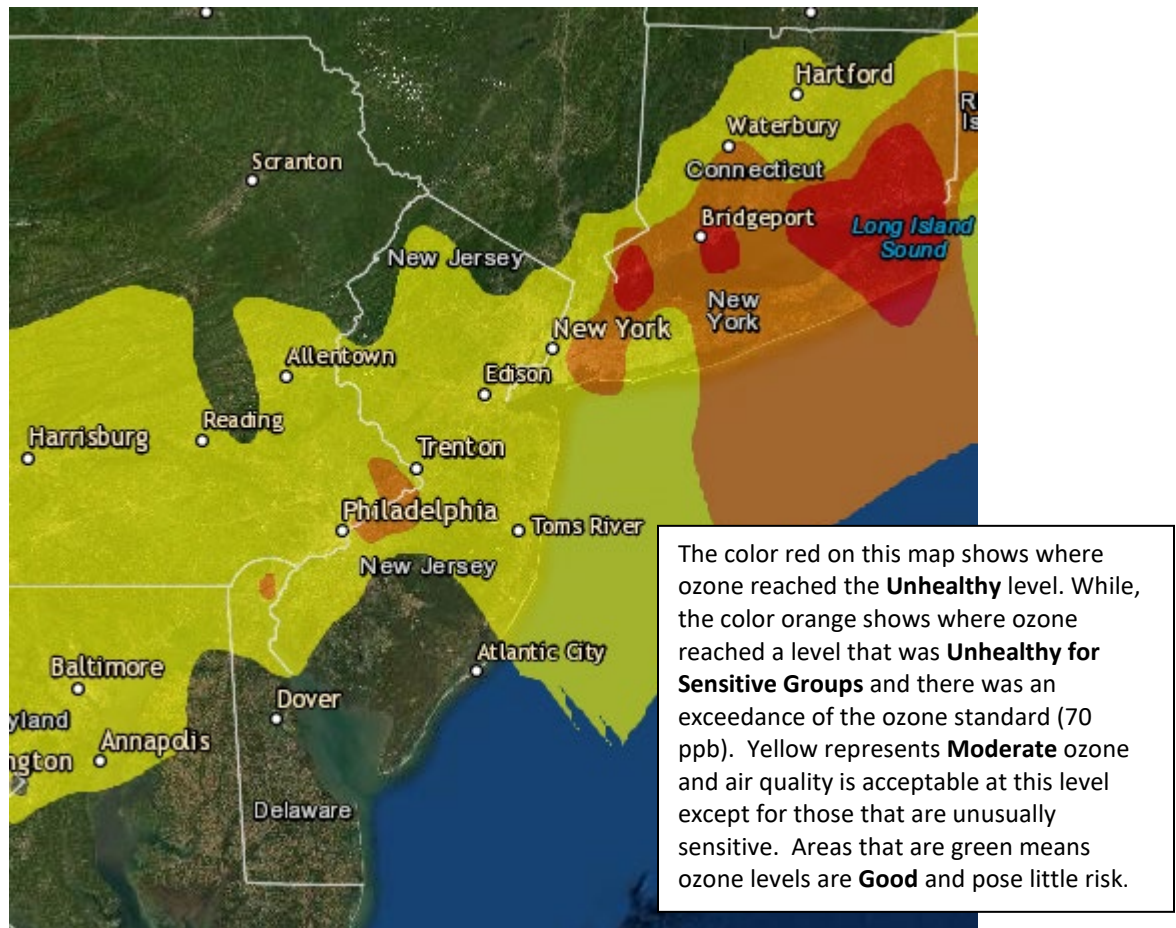 Hartford
R
Is
Waterbury
Connecticut
Scranton
Bridgeport
Long Island
Sound
New Jersey
New
York
New York
Allentown
Edison
Reading
Harrisburg
Trenton
Philadelphia
Toms River
New Jersey
Atlantic City
Baltimore
Dover
yland
Annapolis
ngton
Delaware
The color red on this map shows where
ozone reached the Unhealthy level. While,
the color orange shows where ozone
reached a level that was Unhealthy for
Sensitive Groups and there was an
exceedance of the ozone standard (70
ppb).  Yellow represents Moderate ozone
and air quality is acceptable at this level
except for those that are unusually
sensitive.  Areas that are green means
ozone levels are Good and pose little risk.